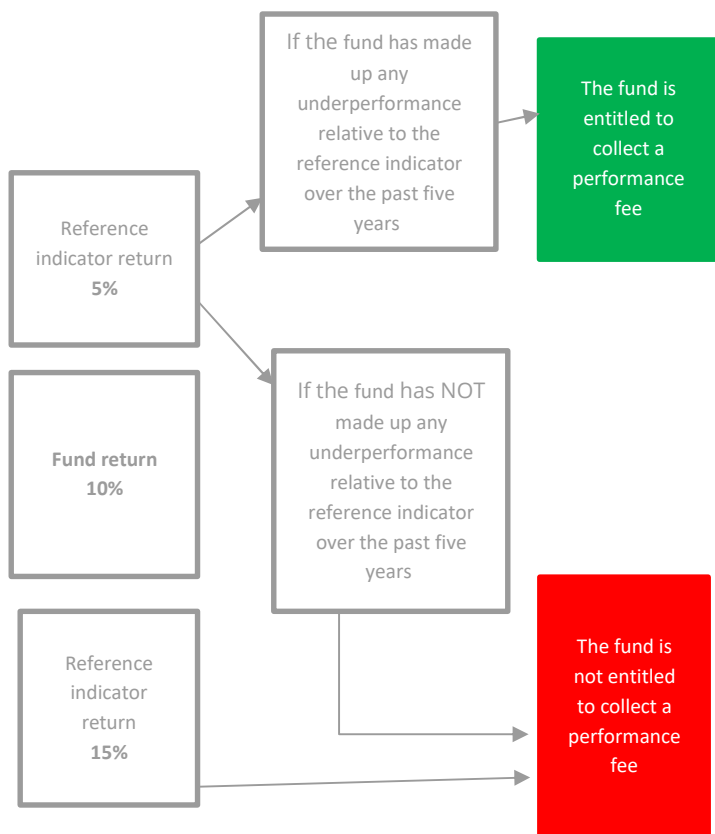 If the fund has made
up any
underperformance
relative to the
reference indicator
over the past five
years
The fund is
entitled to
collect a
performance
fee
Reference
indicator return
5%
If the fund has NOT
made up any
underperformance
relative to the
reference indicator
over the past five
years
Fund return
10%
Reference
indicator
return
15%
The fund is
not entitled
to collect a
performance
fee